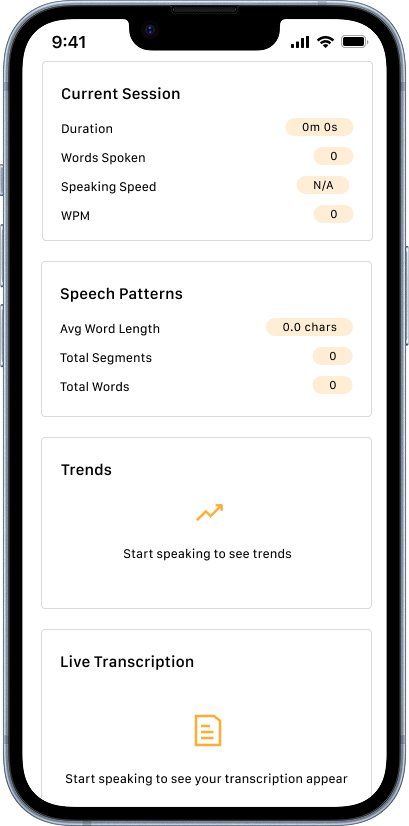 9:41
Current Session
Duration 0m 0s
Words Spoken 0
Speaking Speed N/A
WPM 0
Speech Patterns
Avg Word Length 0.0 chars
Total Segments 0
Total Words 0
Trends
Start speaking to see trends
Live Transcription
Start speaking to see your transcription appear